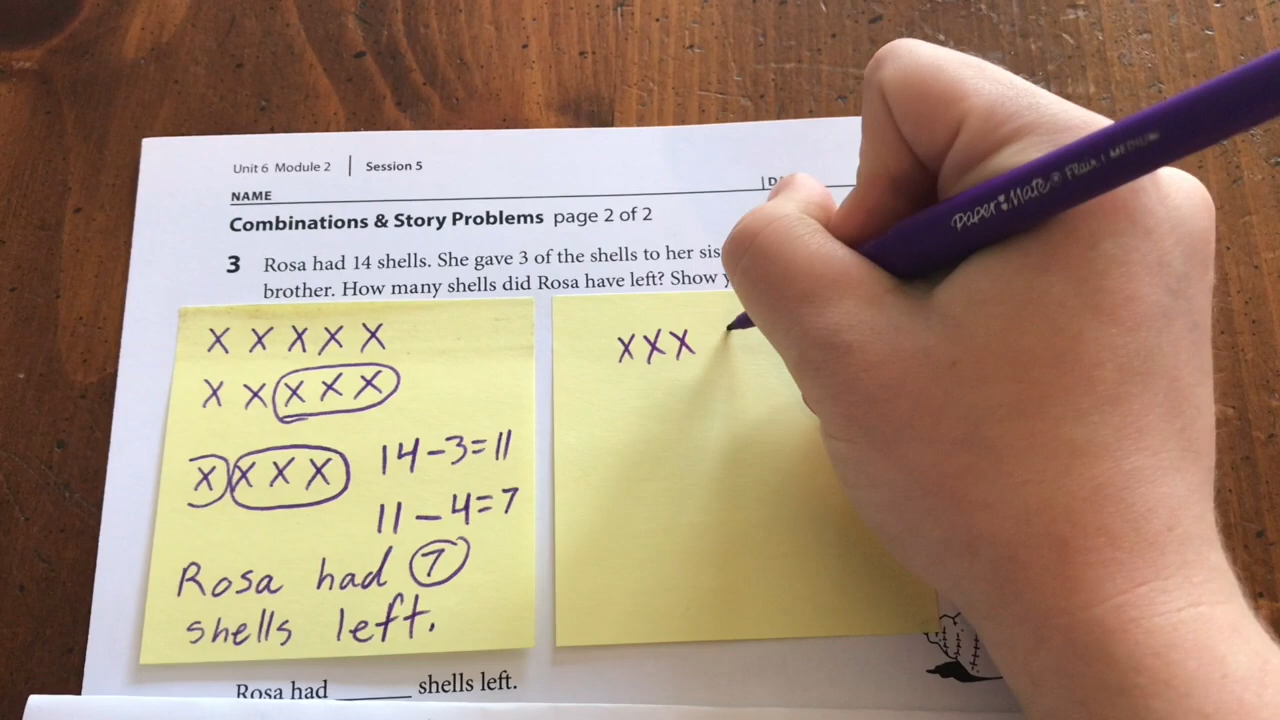 Unit 6 Module 2 | Session 5
NAME
Combinations & Story Problems page 2 of 2
3 Rosa had 14 shells. She gave 3 of the shells to her sis
brother. How many shells did Rosa have left? Show
X X X X X
X X X X X
X X X X
14-3=11
11-4=7
Rosa had 7
shells left.
X X X
Rosa had ______ shells left.
Paper Mate® Flair. | MEDIUM